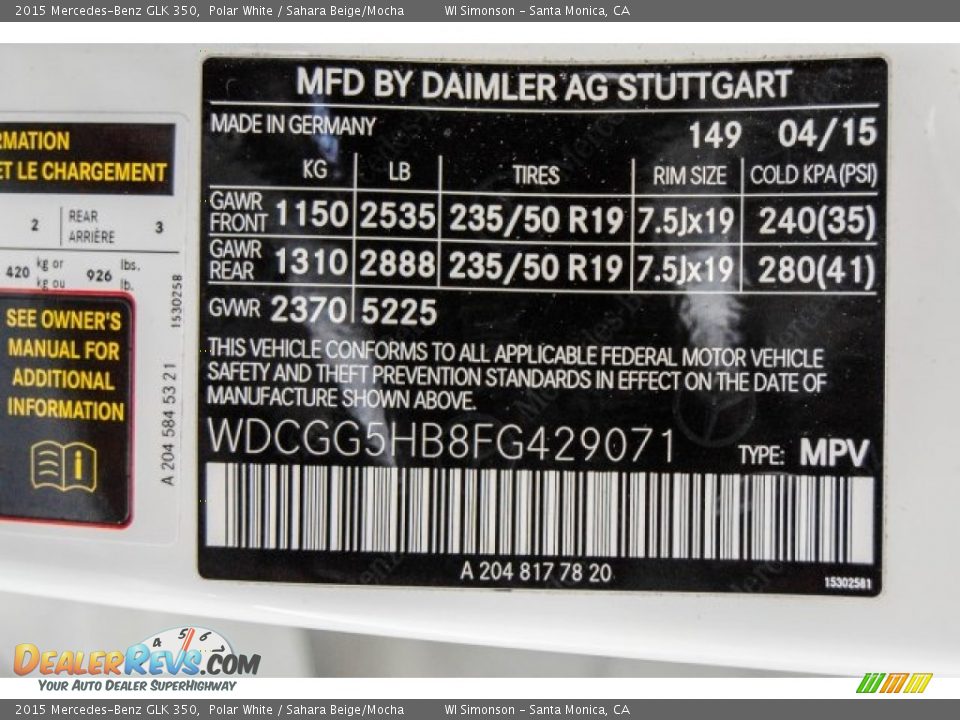 2015 Mercedes-Benz GLK 350, Polar White / Sahara Beige/Mocha WI Simonson - Santa Monica, CA
MFD BY DAIMLER AG STUTTGART
MADE IN GERMANY 149 04/15
KG LB TIRES RIM SIZE COLD KPA(PSI)
GAWR FRONT 1150 2535 235/50 R19 7.5Jx19 240(35)
GAWR REAR 1310 2888 235/50 R19 7.5Jx19 280(41)
GVWR 2370 5225
THIS VEHICLE CONFORMS TO ALL APPLICABLE FEDERAL MOTOR VEHICLE
SAFETY AND THEFT PREVENTION STANDARDS IN EFFECT ON THE DATE OF
MANUFACTURE SHOWN ABOVE.
WDCGG5HB8FG429071 TYPE: MPV
A 204 817 78 20
15302581
RMATION
ET LE CHARGEMENT
2 REAR ARRIÈRE 3
420 kg or kg ou 926 lbs. lb.
SEE OWNER'S
MANUAL FOR
ADDITIONAL
INFORMATION
i
A 204 584 53 21
1530258
4 5 6
DealerRevs.com
Your Auto Dealer SuperHighway
2015 Mercedes-Benz GLK 350, Polar White / Sahara Beige/Mocha WI Simonson - Santa Monica, CA